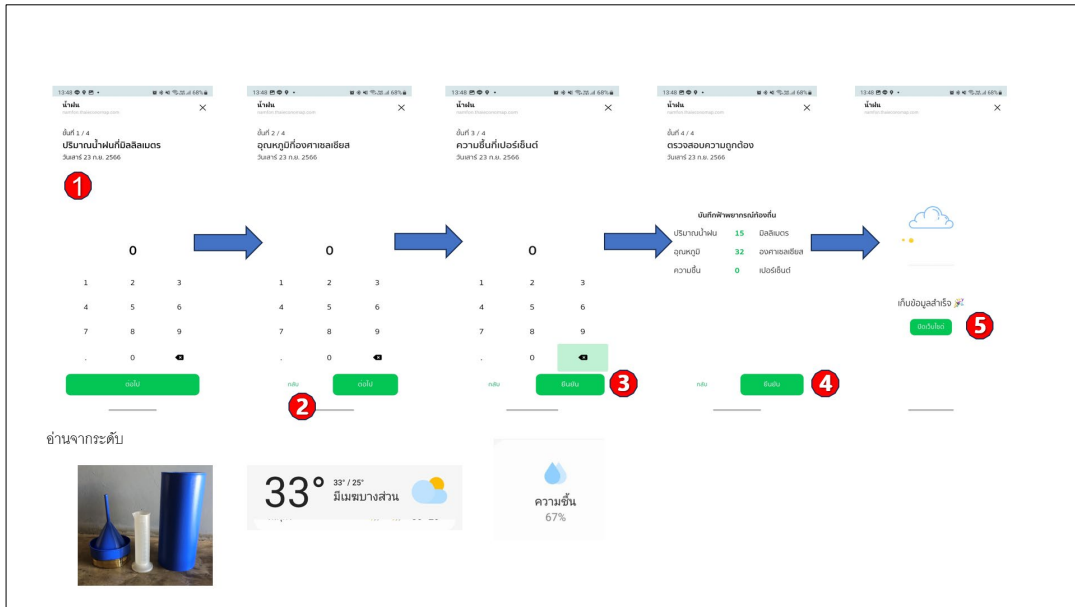 13:48
68%
น้ำฝน
ขั้นที่ 1 / 4
ปริมาณน้ำฝนที่มิลลิลิเมตร
วันเสาร์ 23 ก.ย. 2566
1
0
1 2 3
4 5 6
7 8 9
. 0
ต่อไป
13:48
68%
น้ำฝน
ขั้นที่ 2 / 4
อุณหภูมิที่องศาเซลเซียส
วันเสาร์ 23 ก.ย. 2566
0
1 2 3
4 5 6
7 8 9
. 0
กลับ ต่อไป
2
13:48
68%
น้ำฝน
ขั้นที่ 3 / 4
ความชื้นที่เปอร์เซ็นต์
วันเสาร์ 23 ก.ย. 2566
0
1 2 3
4 5 6
7 8 9
. 0
กลับ ยืนยัน
3
13:48
68%
น้ำฝน
ขั้นที่ 4 / 4
ตรวจสอบความถูกต้อง
วันเสาร์ 23 ก.ย. 2566
บันทึกฟ้าพยากรณ์ท้องถิ่น
ปริมาณน้ำฝน 15 มิลลิเมตร
อุณหภูมิ 32 องศาเซลเซียส
ความชื้น 0 เปอร์เซ็นต์
กลับ ยืนยัน
4
13:48
68%
น้ำฝน
เก็บข้อมูลสำเร็จ 🎉
ปิดเว็บไซต์
5
อ่านจากระดับ
33°
33° / 25°
มีเมฆบางส่วน
ความชื้น
67%